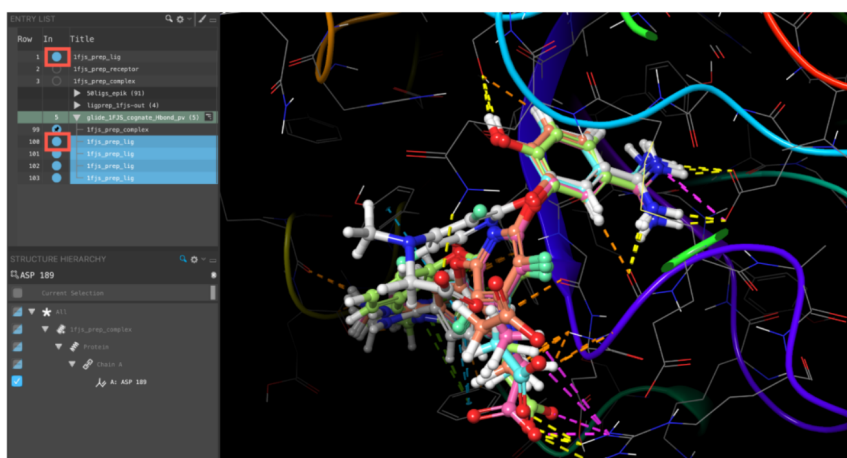 ENTRY LIST
Row In Title
1 1fjs_prep_lig
2 1fjs_prep_receptor
3 1fjs_prep_complex
50ligs_epik (91)
ligprep_1fjs-out (4)
5 glide_1FJS_cognate_Hbond_pv (5)
99 1fjs_prep_complex
100 1fjs_prep_lig
101 1fjs_prep_lig
102 1fjs_prep_lig
103 1fjs_prep_lig
STRUCTURE HIERARCHY
ASP 189
Current Selection
All
1fjs_prep_complex
Protein
Chain A
A: ASP 189